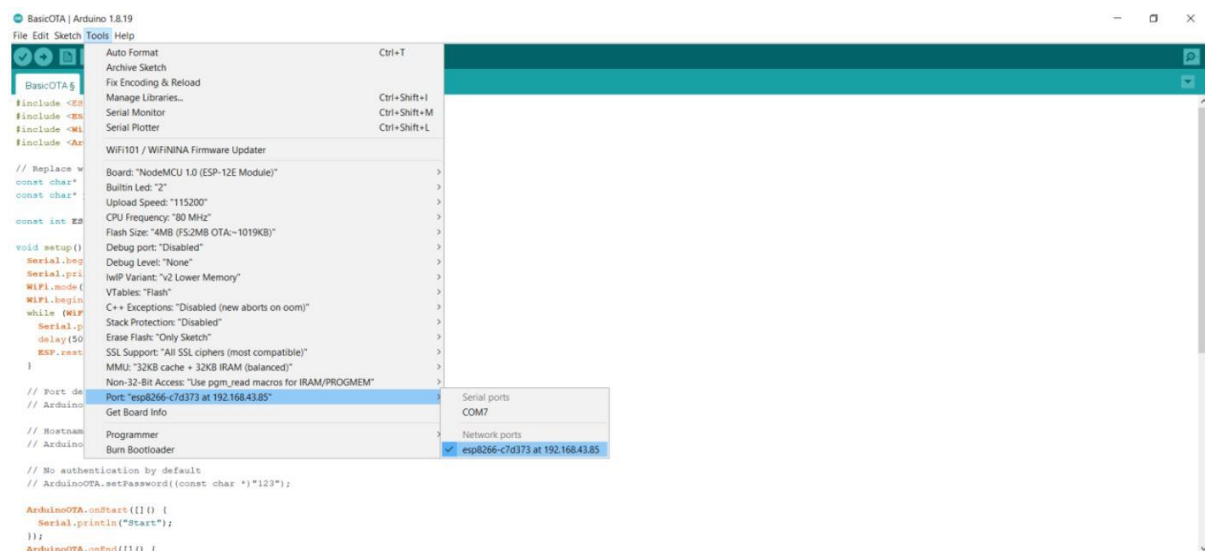 BasicOTA | Arduino 1.8.19
File Edit Sketch Tools Help
Auto Format Ctrl+T
Archive Sketch
Fix Encoding & Reload
Manage Libraries... Ctrl+Shift+I
Serial Monitor Ctrl+Shift+M
Serial Plotter Ctrl+Shift+L
WiFi101 / WiFiNINA Firmware Updater
Board: "NodeMCU 1.0 (ESP-12E Module)"
Builtin Led: "2"
Upload Speed: "115200"
CPU Frequency: "80 MHz"
Flash Size: "4MB (FS:2MB OTA:~1019KB)"
Debug port: "Disabled"
Debug Level: "None"
lwIP Variant: "v2 Lower Memory"
VTables: "Flash"
C++ Exceptions: "Disabled (new aborts on oom)"
Stack Protection: "Disabled"
Erase Flash: "Only Sketch"
SSL Support: "All SSL ciphers (most compatible)"
MMU: "32KB cache + 32KB IRAM (balanced)"
Non-32-Bit Access: "Use pgm_read macros for IRAM/PROGMEM"
Port: "esp8266-c7d373 at 192.168.43.85"
Get Board Info
Programmer
Burn Bootloader
Serial ports
COM7
Network ports
esp8266-c7d373 at 192.168.43.85
BasicOTA §
#include <ES
#include <ES
#include <Wi
#include <Ar
// Replace w
const char*
const char*
const int ES
void setup()
Serial.beg
Serial.pri
WiFi.mode(
WiFi.begin
while (WiF
Serial.p
delay(50
ESP.rest
}
// Port de
// Arduino
// Hostnam
// Arduino
// No authentication by default
// ArduinoOTA.setPassword((const char *)"123");
ArduinoOTA.onStart([]() {
Serial.println("Start");
});
ArduinoOTA.onEnd([]() {